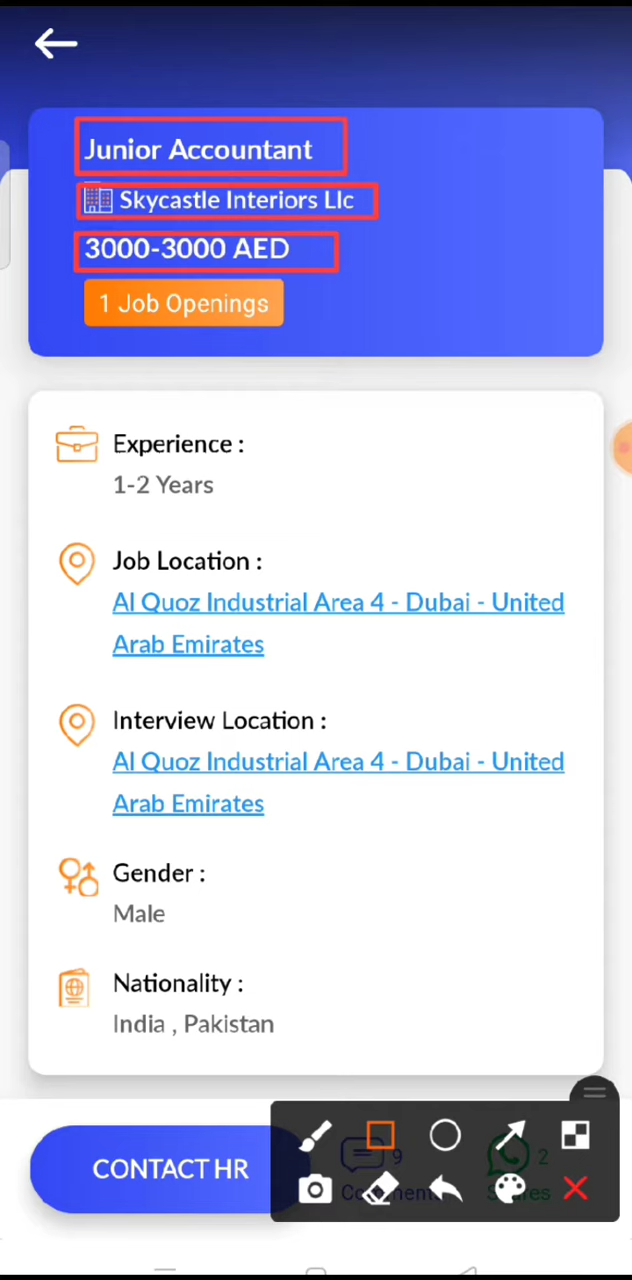 Junior Accountant
Skycastle Interiors Llc
3000-3000 AED
1 Job Openings
Experience :
1-2 Years
Job Location :
Al Quoz Industrial Area 4 - Dubai - United
Arab Emirates
Interview Location :
Al Quoz Industrial Area 4 - Dubai - United
Arab Emirates
Gender :
Male
Nationality :
India , Pakistan
CONTACT HR
9
2